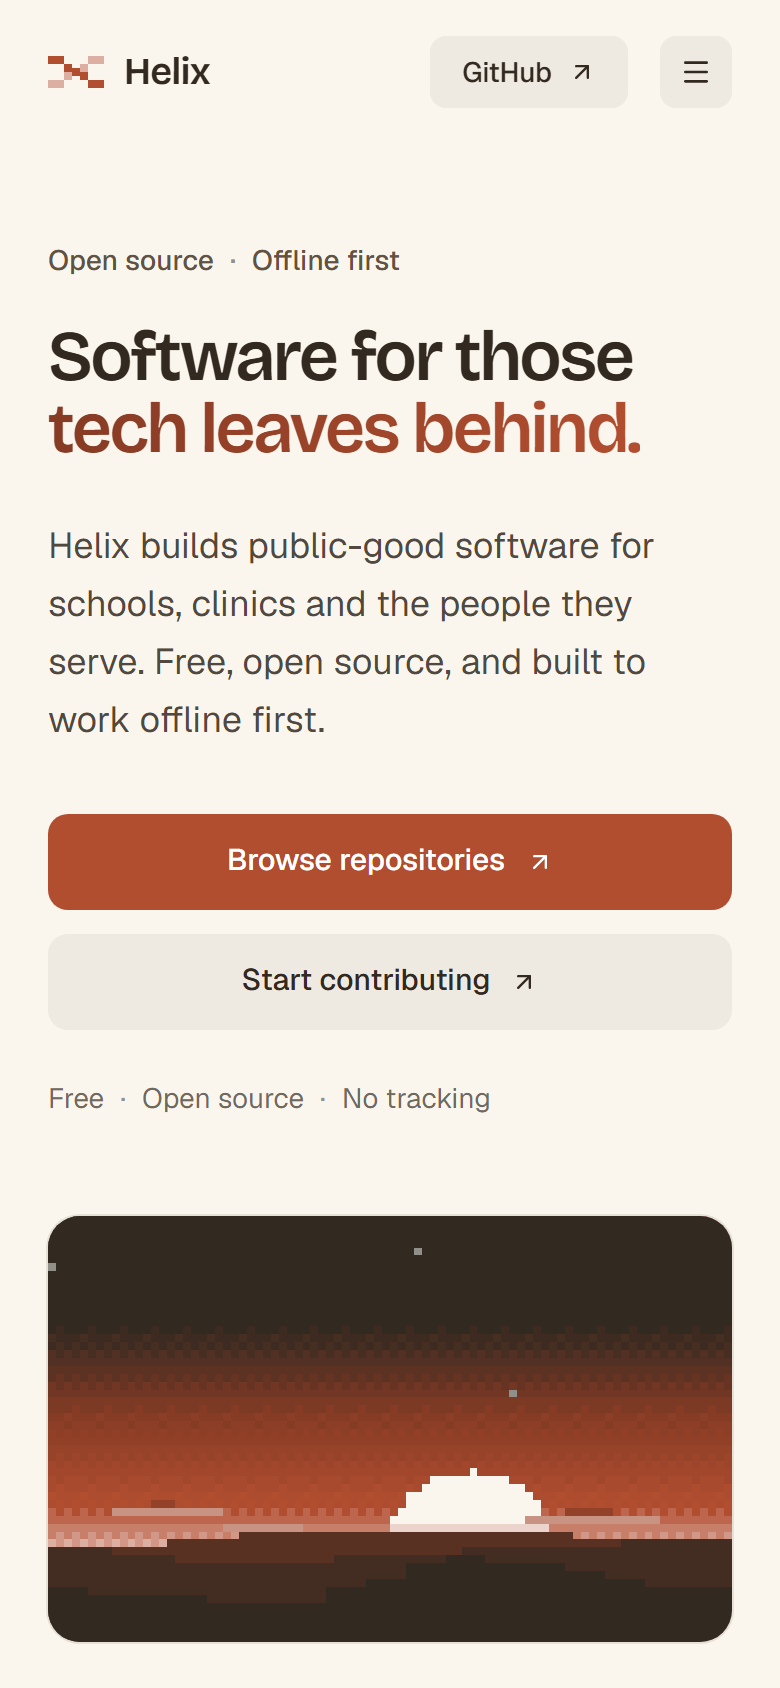 Helix
GitHub
Open source · Offline first
Software for those
tech leaves behind.
Helix builds public-good software for
schools, clinics and the people they
serve. Free, open source, and built to
work offline first.
Browse repositories
Start contributing
Free · Open source · No tracking